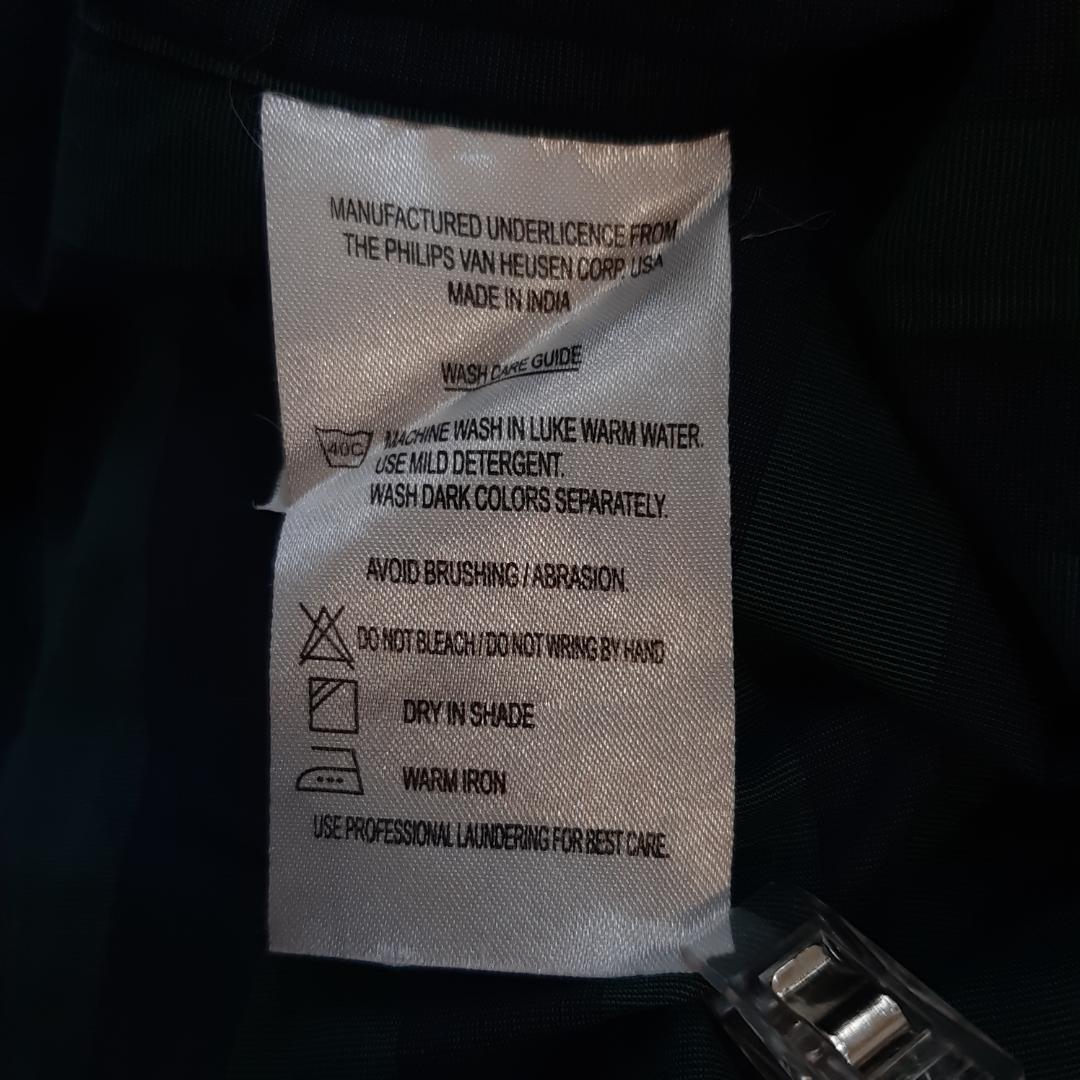 MANUFACTURED UNDERLICENCE FROM
THE PHILIPS VAN HEUSEN CORP. USA
MADE IN INDIA
WASH CARE GUIDE
40C MACHINE WASH IN LUKE WARM WATER.
USE MILD DETERGENT.
WASH DARK COLORS SEPARATELY.
AVOID BRUSHING / ABRASION.
DO NOT BLEACH / DO NOT WRING BY HAND
DRY IN SHADE
WARM IRON
USE PROFESSIONAL LAUNDERING FOR BEST CARE.